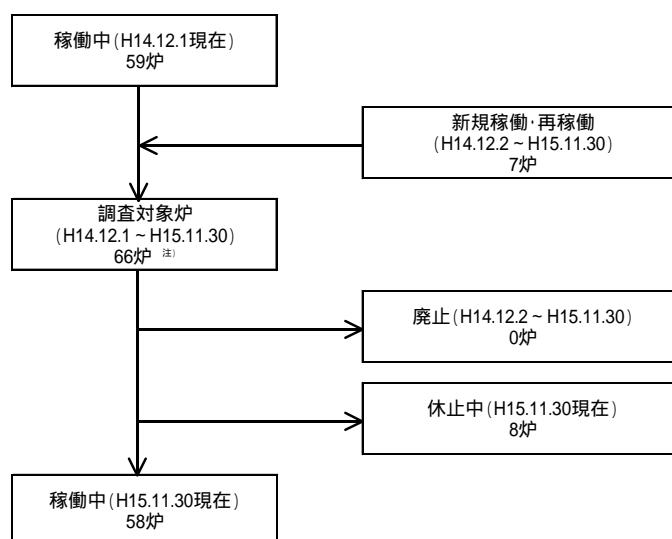 稼働中(H14.12.1現在)
59炉
新規稼働･再稼働
(H14.12.2～H15.11.30)
7炉
調査対象炉
(H14.12.1～H15.11.30)
66炉 注)
廃止(H14.12.2～H15.11.30)
0炉
休止中(H15.11.30現在)
8炉
稼働中(H15.11.30現在)
58炉